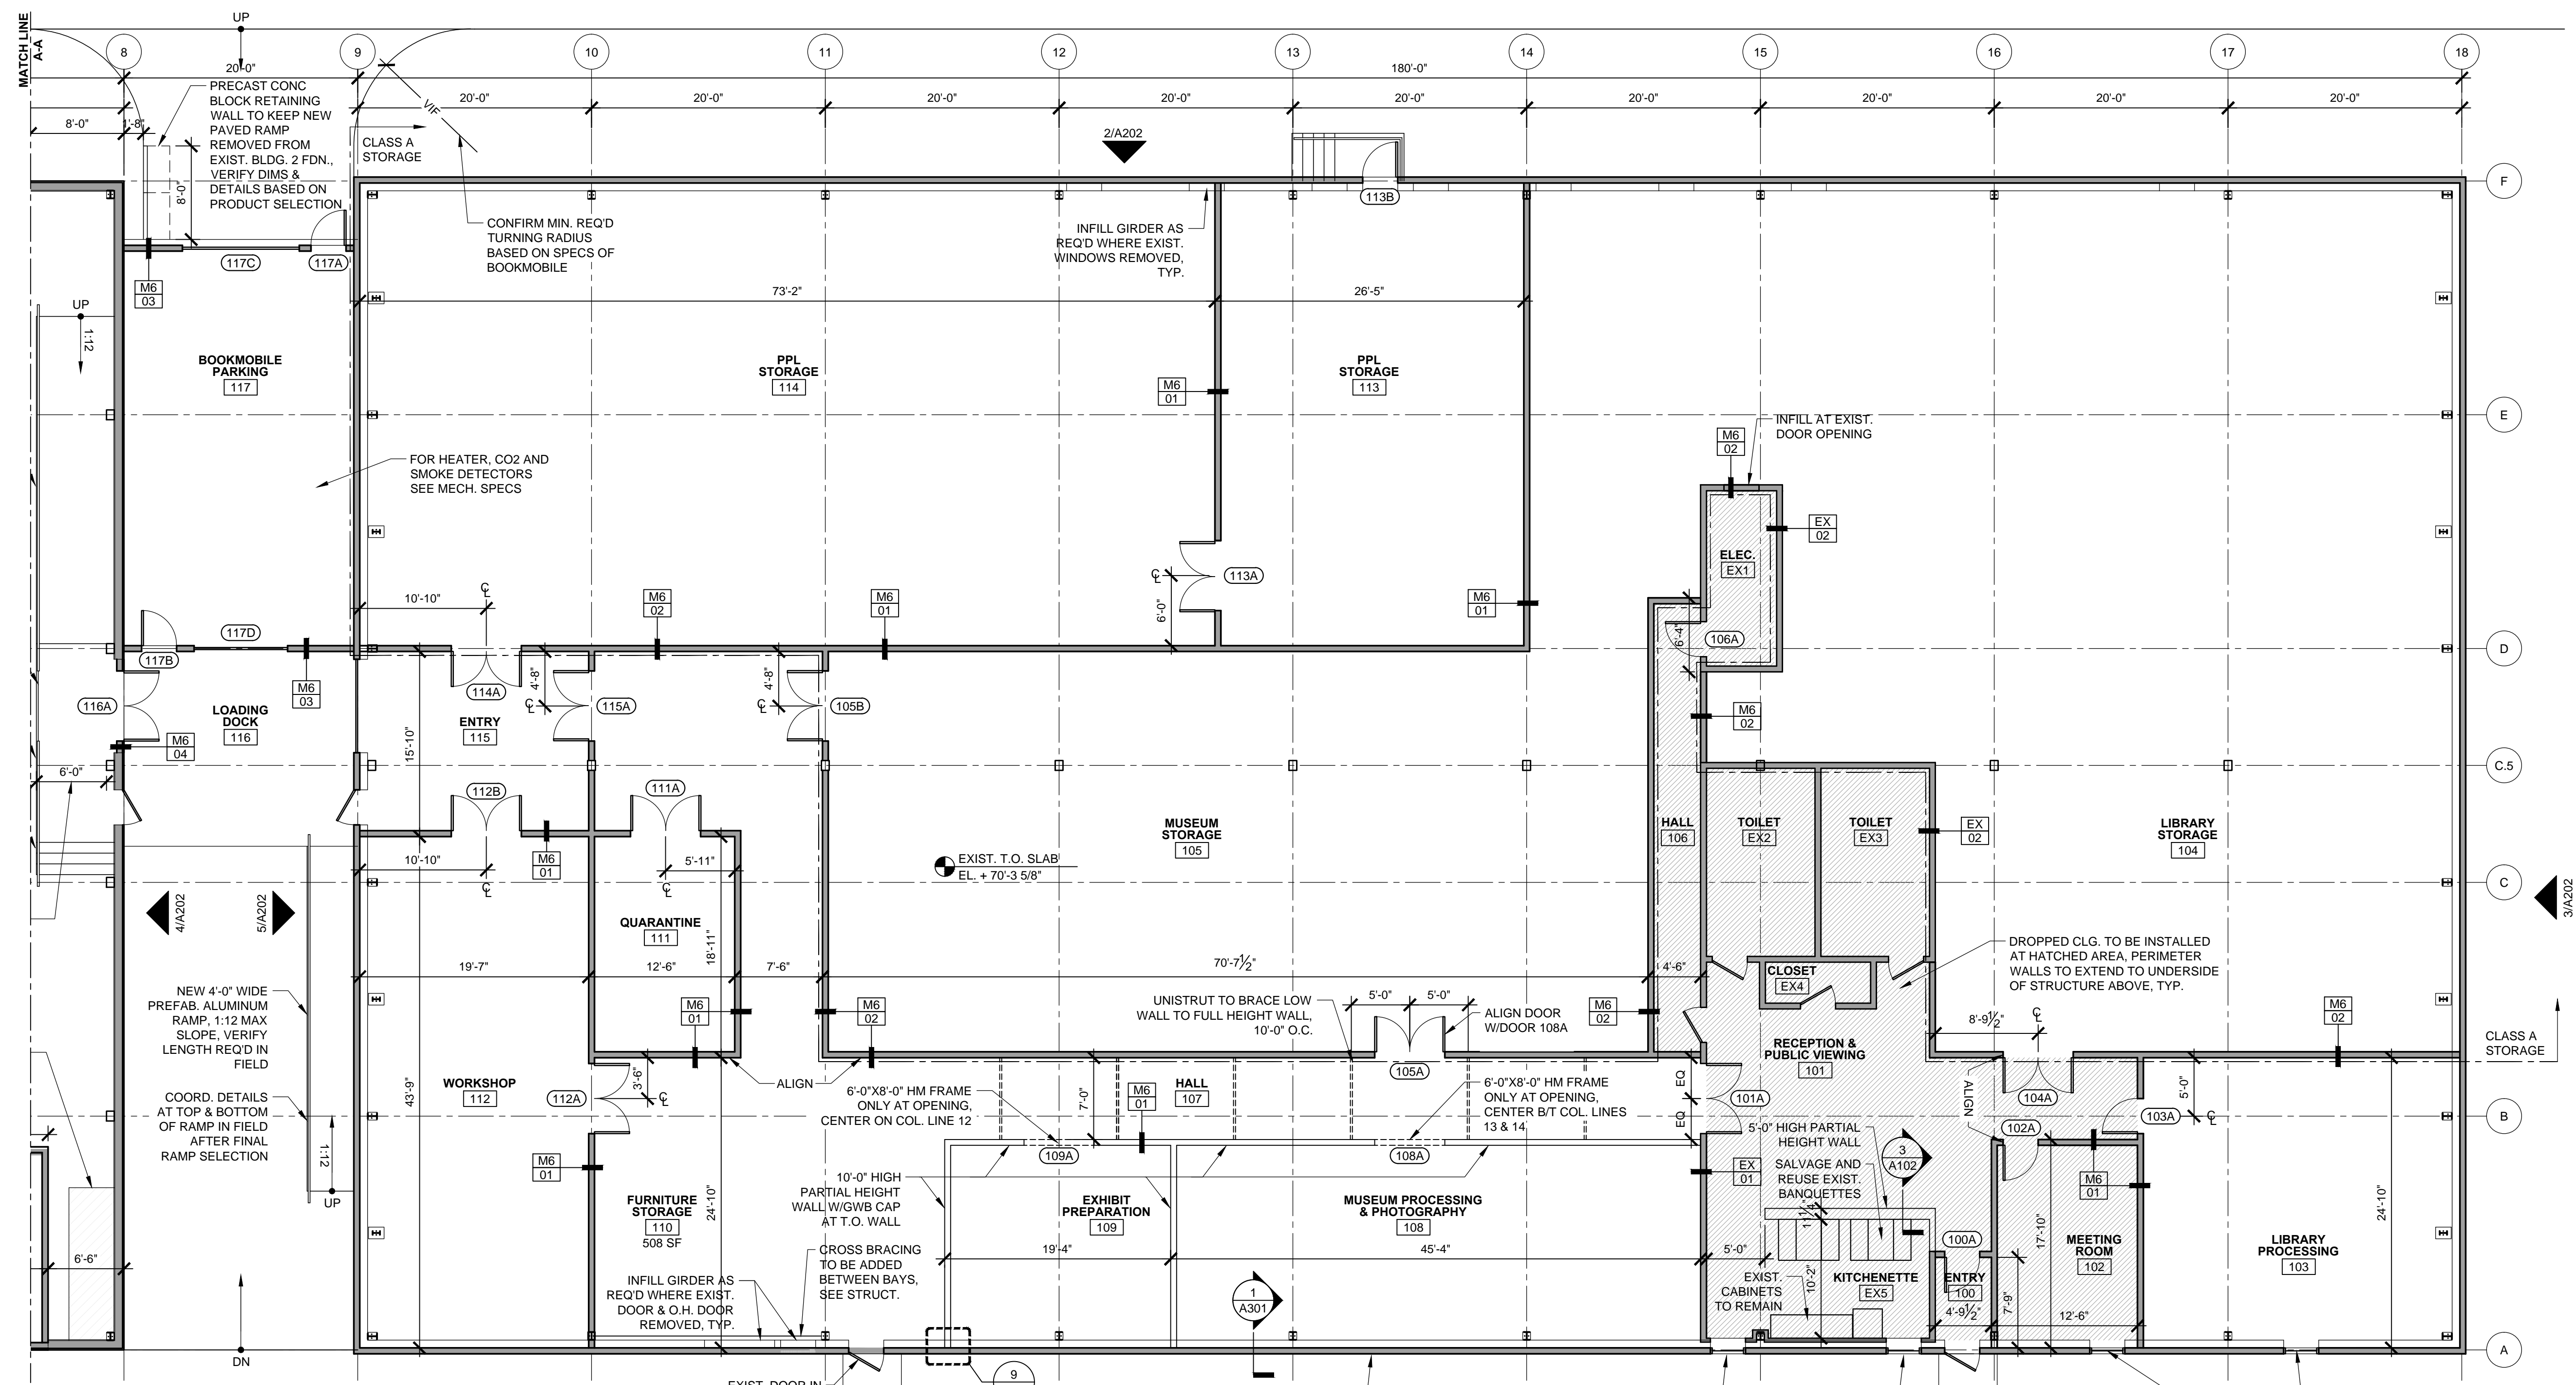 MATCH LINE
A-A
UP
8
9
10
11
12
13
14
15
16
17
18
20'-0"
180'-0"
20'-0"
20'-0"
20'-0"
20'-0"
20'-0"
20'-0"
20'-0"
20'-0"
20'-0"
8'-0"
1'-8"
8'-0"
PRECAST CONC
BLOCK RETAINING
WALL TO KEEP NEW
PAVED RAMP
REMOVED FROM
EXIST. BLDG. 2 FDN.,
VERIFY DIMS &
DETAILS BASED ON
PRODUCT SELECTION
VIF
CLASS A
STORAGE
2/A202
CONFIRM MIN. REQ'D
TURNING RADIUS
BASED ON SPECS OF
BOOKMOBILE
INFILL GIRDER AS
REQ'D WHERE EXIST.
WINDOWS REMOVED,
TYP.
113B
F
117C
117A
M6
03
UP
1:12
73'-2"
26'-5"
BOOKMOBILE
PARKING
117
PPL
STORAGE
114
M6
01
PPL
STORAGE
113
E
INFILL AT EXIST.
DOOR OPENING
M6
02
FOR HEATER, CO2 AND
SMOKE DETECTORS
SEE MECH. SPECS
EX
02
ELEC.
EX1
113A
6'-0"
10'-10"
M6
02
M6
01
M6
01
117D
117B
106A
6'-4"
D
M6
03
114A
4'-8"
4'-8"
116A
LOADING
DOCK
116
ENTRY
115
115A
105B
M6
02
M6
04
15'-10"
6'-0"
C.5
112B
111A
MUSEUM
STORAGE
105
HALL
106
TOILET
EX2
TOILET
EX3
EX
02
LIBRARY
STORAGE
104
10'-10"
M6
01
5'-11"
EXIST. T.O. SLAB
EL. + 70'-3 5/8"
C
4/A202
5/A202
3/A202
QUARANTINE
111
18'-11"
DROPPED CLG. TO BE INSTALLED
AT HATCHED AREA, PERIMETER
WALLS TO EXTEND TO UNDERSIDE
OF STRUCTURE ABOVE, TYP.
19'-7"
12'-6"
7'-6"
70'-7 1/2"
4'-6"
CLOSET
EX4
NEW 4'-0" WIDE
PREFAB. ALUMINUM
RAMP, 1:12 MAX
SLOPE, VERIFY
LENGTH REQ'D IN
FIELD
M6
01
M6
02
UNISTRUT TO BRACE LOW
WALL TO FULL HEIGHT WALL,
10'-0" O.C.
5'-0"
5'-0"
ALIGN DOOR
W/DOOR 108A
M6
02
8'-9 1/2"
M6
02
CLASS A
STORAGE
RECEPTION &
PUBLIC VIEWING
101
WORKSHOP
112
43'-9"
112A
3'-6"
ALIGN
6'-0"X8'-0" HM FRAME
ONLY AT OPENING,
CENTER ON COL. LINE 12
7'-0"
HALL
107
M6
01
105A
6'-0"X8'-0" HM FRAME
ONLY AT OPENING,
CENTER B/T COL. LINES
13 & 14
EQ
EQ
101A
ALIGN
104A
103A
5'-0"
B
COORD. DETAILS
AT TOP & BOTTOM
OF RAMP IN FIELD
AFTER FINAL
RAMP SELECTION
1:12
UP
109A
108A
5'-0" HIGH PARTIAL
HEIGHT WALL
102A
3
A102
M6
01
EX
01
SALVAGE AND
REUSE EXIST.
BANQUETTES
M6
01
10'-0" HIGH
PARTIAL HEIGHT
WALL W/GWB CAP
AT T.O. WALL
FURNITURE
STORAGE
110
508 SF
24'-10"
EXHIBIT
PREPARATION
109
MUSEUM PROCESSING
& PHOTOGRAPHY
108
11 1/4"
17'-10"
24'-10"
100A
MEETING
ROOM
102
LIBRARY
PROCESSING
103
6'-6"
CROSS BRACING
TO BE ADDED
BETWEEN BAYS,
SEE STRUCT.
19'-4"
45'-4"
5'-0"
INFILL GIRDER AS
REQ'D WHERE EXIST.
DOOR & O.H. DOOR
REMOVED, TYP.
1
A301
EXIST.
CABINETS
TO REMAIN
10'-2"
KITCHENETTE
EX5
ENTRY
100
4'-9 1/2"
7'-9"
12'-6"
A
DN
9
EXIST. DOOR IN